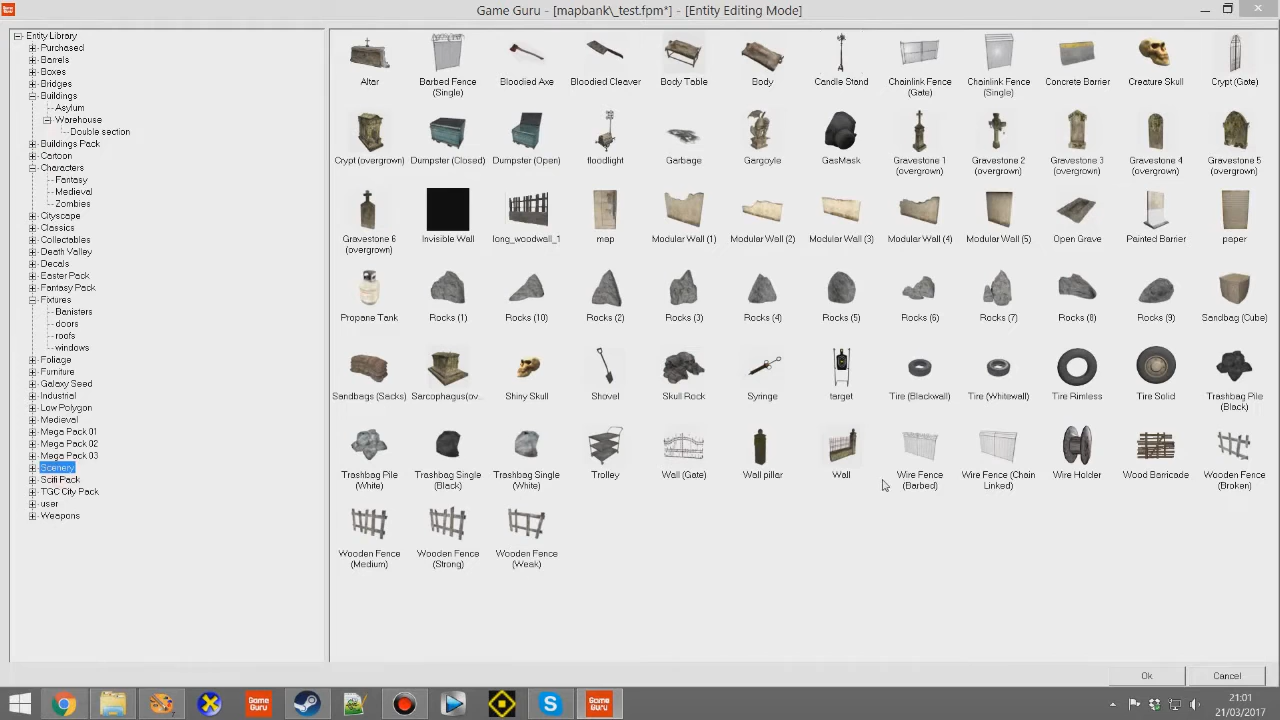 Game Guru - [mapbank\_test.fpm*] - [Entity Editing Mode]
Entity Library
Purchased
Barrels
Boxes
Bridges
Buildings
Asylum
Warehouse
Double section
Buildings Pack
Cartoon
Characters
Fantasy
Medieval
Zombies
Cityscape
Classics
Collectables
Death Valley
Decals
Easter Pack
Fantasy Pack
Fixtures
Banisters
doors
roofs
windows
Foliage
Furniture
Galaxy Seed
Industrial
Low Polygon
Medieval
Mega Pack 01
Mega Pack 02
Mega Pack 03
Scenery
Scifi Pack
TGC City Pack
user
Weapons
Altar
Barbed Fence
(Single)
Bloodied Axe
Bloodied Cleaver
Body Table
Body
Candle Stand
Chainlink Fence
(Gate)
Chainlink Fence
(Single)
Concrete Barrier
Creature Skull
Crypt (Gate)
Crypt (overgrown)
Dumpster (Closed)
Dumpster (Open)
floodlight
Garbage
Gargoyle
GasMask
Gravestone 1
(overgrown)
Gravestone 2
(overgrown)
Gravestone 3
(overgrown)
Gravestone 4
(overgrown)
Gravestone 5
(overgrown)
Gravestone 6
(overgrown)
Invisible Wall
long_woodwall_1
map
Modular Wall (1)
Modular Wall (2)
Modular Wall (3)
Modular Wall (4)
Modular Wall (5)
Open Grave
Painted Barrier
paper
Propane Tank
Rocks (1)
Rocks (10)
Rocks (2)
Rocks (3)
Rocks (4)
Rocks (5)
Rocks (6)
Rocks (7)
Rocks (8)
Rocks (9)
Sandbag (Cube)
Sandbags (Sacks)
Sarcophagus(ov...
Shiny Skull
Shovel
Skull Rock
Syringe
target
Tire (Blackwall)
Tire (Whitewall)
Tire Rimless
Tire Solid
Trashbag Pile
(Black)
Trashbag Pile
(White)
Trashbag Single
(Black)
Trashbag Single
(White)
Trolley
Wall (Gate)
Wall pillar
Wall
Wire Fence
(Barbed)
Wire Fence (Chain
Linked)
Wire Holder
Wood Barricade
Wooden Fence
(Broken)
Wooden Fence
(Medium)
Wooden Fence
(Strong)
Wooden Fence
(Weak)
Ok
Cancel
Game
Guru
Game
Guru
21:01
21/03/2017